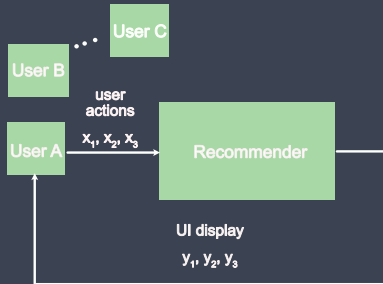 User C
User B
user
actions
x₁, x₂, x₃
User A
Recommender
UI display
y₁, y₂, y₃